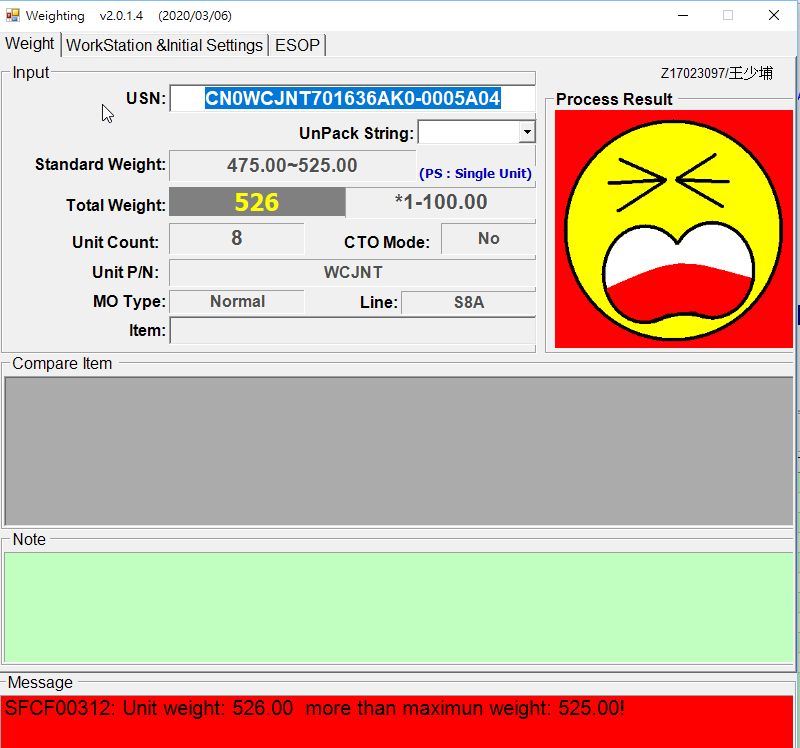 Weighting v2.0.1.4 (2020/03/06)
Weight WorkStation &Initial Settings ESOP
Z17023097/王少埔
Input
USN: CN0WCJNT701636AK0-0005A04
UnPack String:
Standard Weight: 475.00~525.00 (PS : Single Unit)
Total Weight: 526 *1-100.00
Unit Count: 8 CTO Mode: No
Unit P/N: WCJNT
MO Type: Normal Line: S8A
Item:
Process Result
Compare Item
Note
Message
SFCF00312: Unit weight: 526.00 more than maximun weight: 525.00!